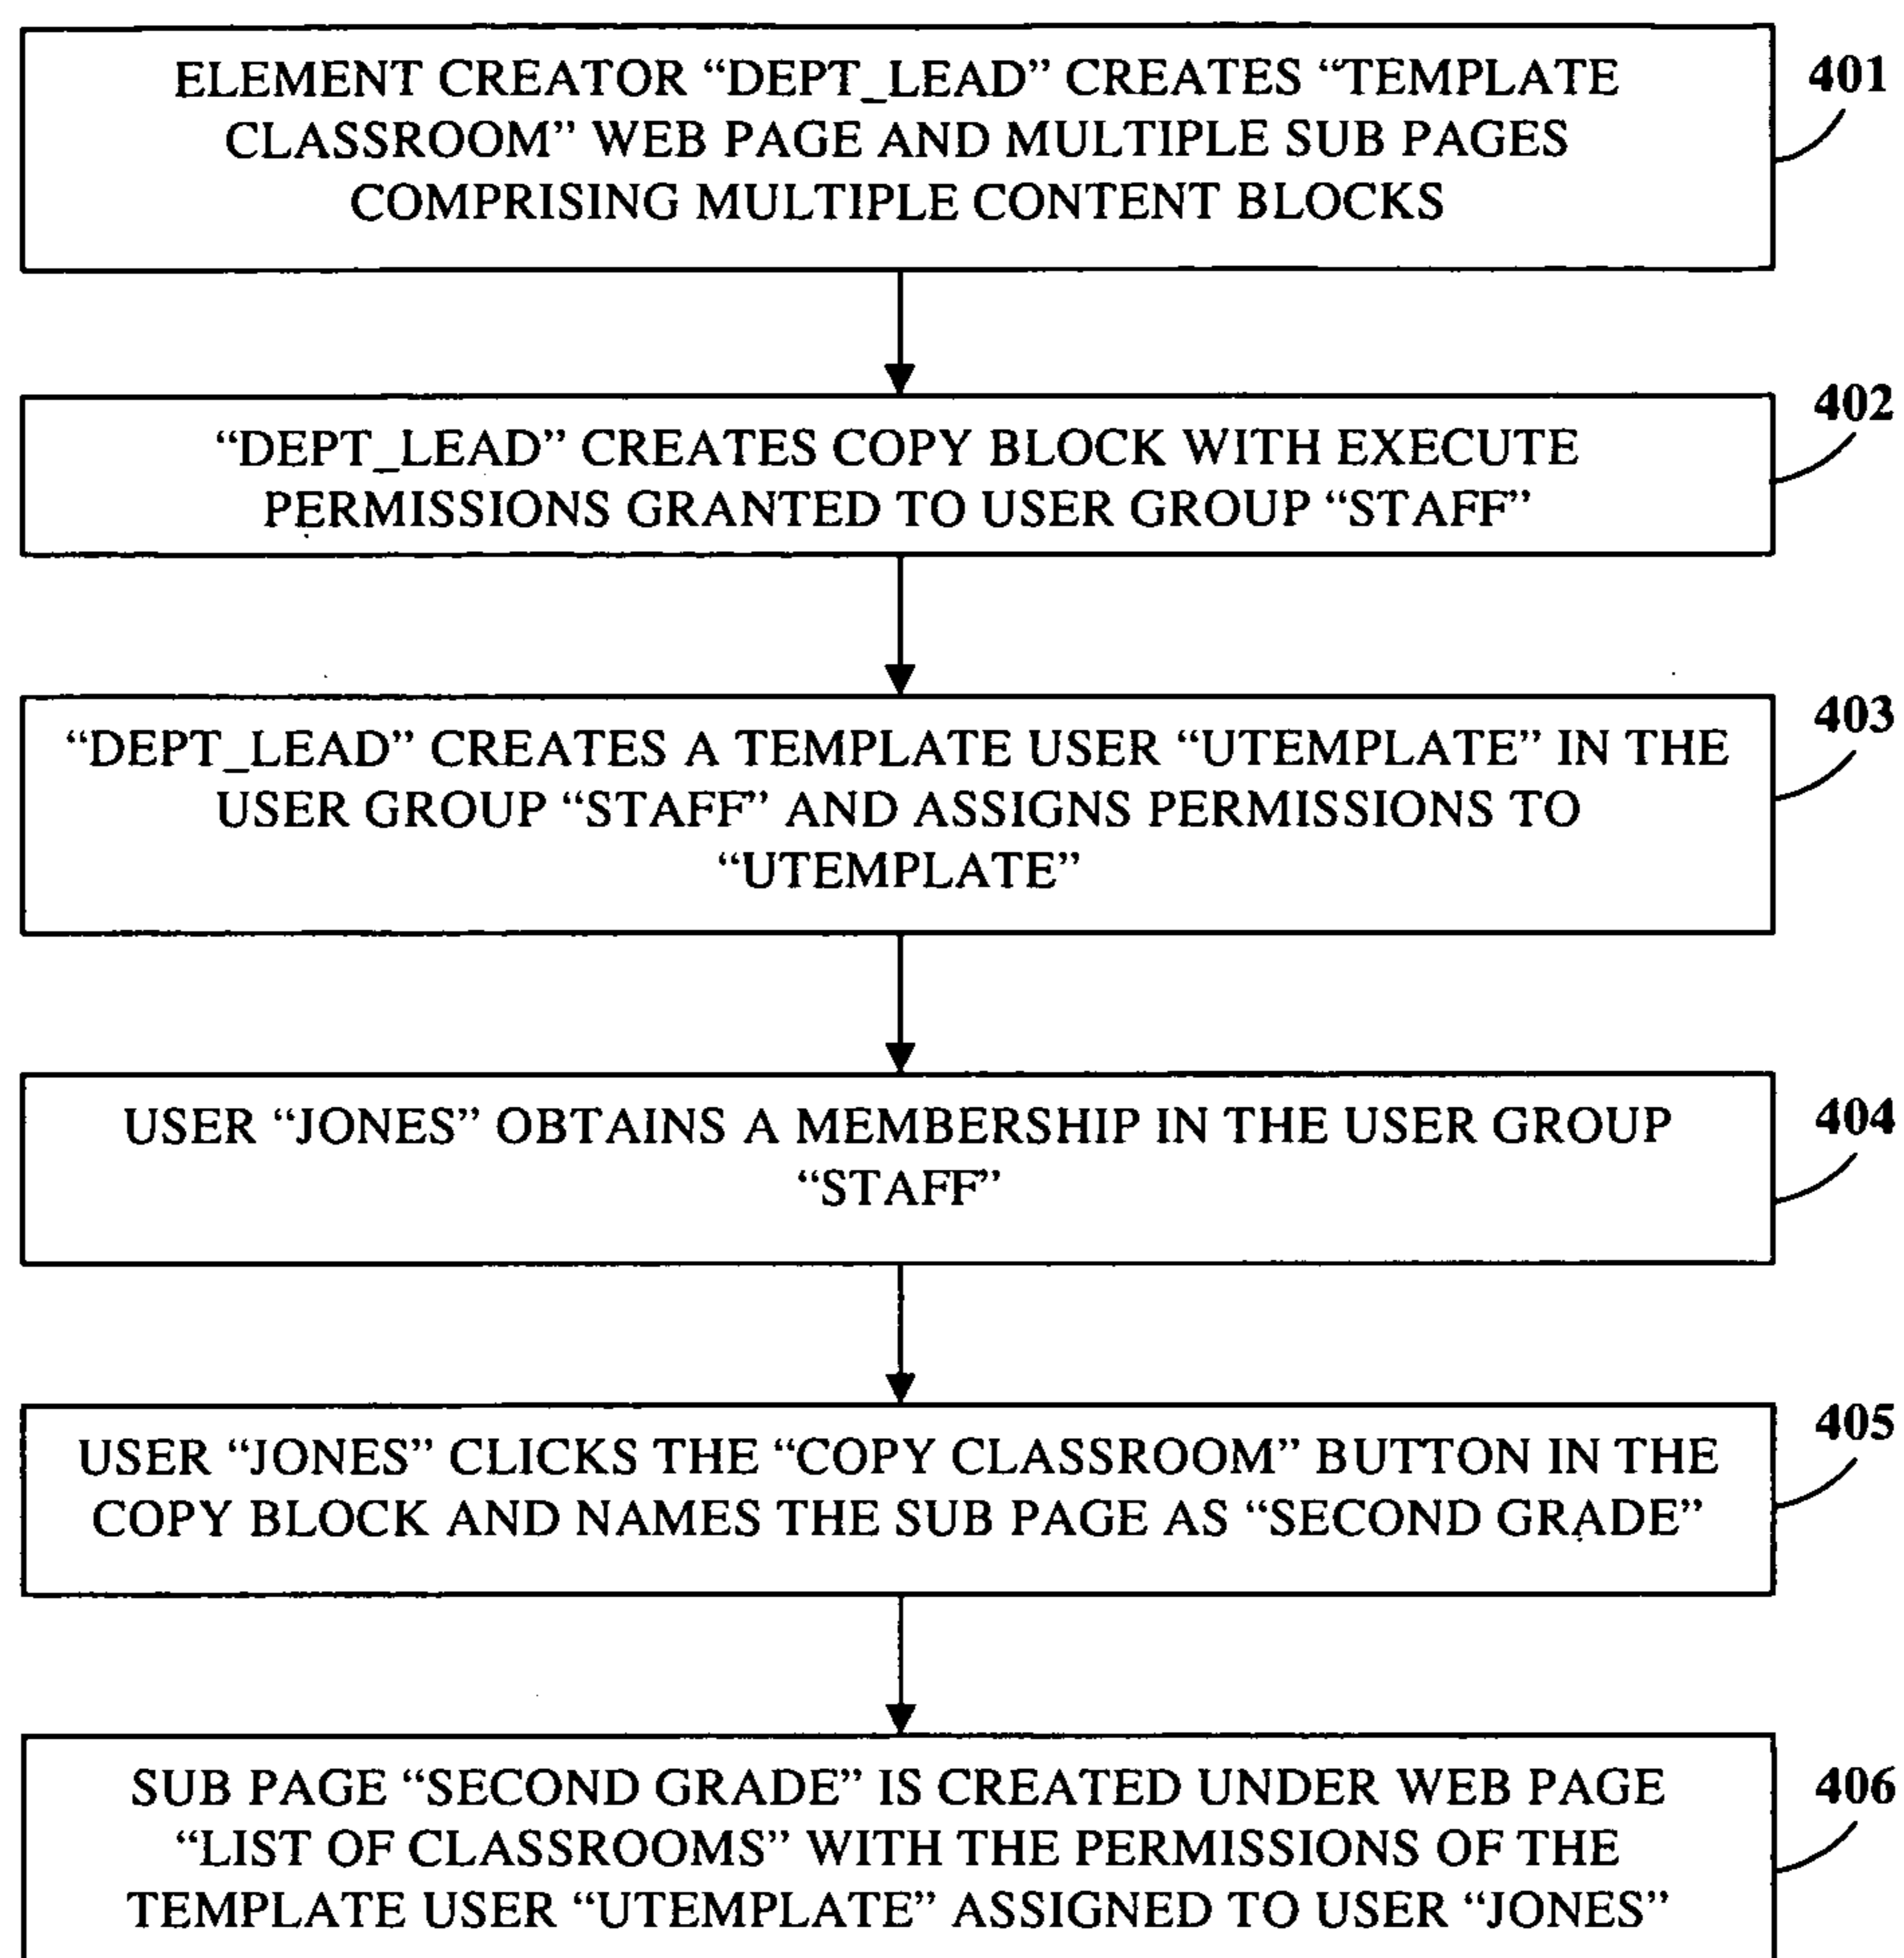 ELEMENT CREATOR “DEPT_LEAD” CREATES “TEMPLATE
CLASSROOM” WEB PAGE AND MULTIPLE SUB PAGES
COMPRISING MULTIPLE CONTENT BLOCKS
401
“DEPT_LEAD” CREATES COPY BLOCK WITH EXECUTE
PERMISSIONS GRANTED TO USER GROUP “STAFF”
402
“DEPT_LEAD” CREATES A TEMPLATE USER “UTEMPLATE” IN THE
USER GROUP “STAFF” AND ASSIGNS PERMISSIONS TO
“UTEMPLATE”
403
USER “JONES” OBTAINS A MEMBERSHIP IN THE USER GROUP
“STAFF”
404
USER “JONES” CLICKS THE “COPY CLASSROOM” BUTTON IN THE
COPY BLOCK AND NAMES THE SUB PAGE AS “SECOND GRADE”
405
SUB PAGE “SECOND GRADE” IS CREATED UNDER WEB PAGE
“LIST OF CLASSROOMS” WITH THE PERMISSIONS OF THE
TEMPLATE USER “UTEMPLATE” ASSIGNED TO USER “JONES”
406